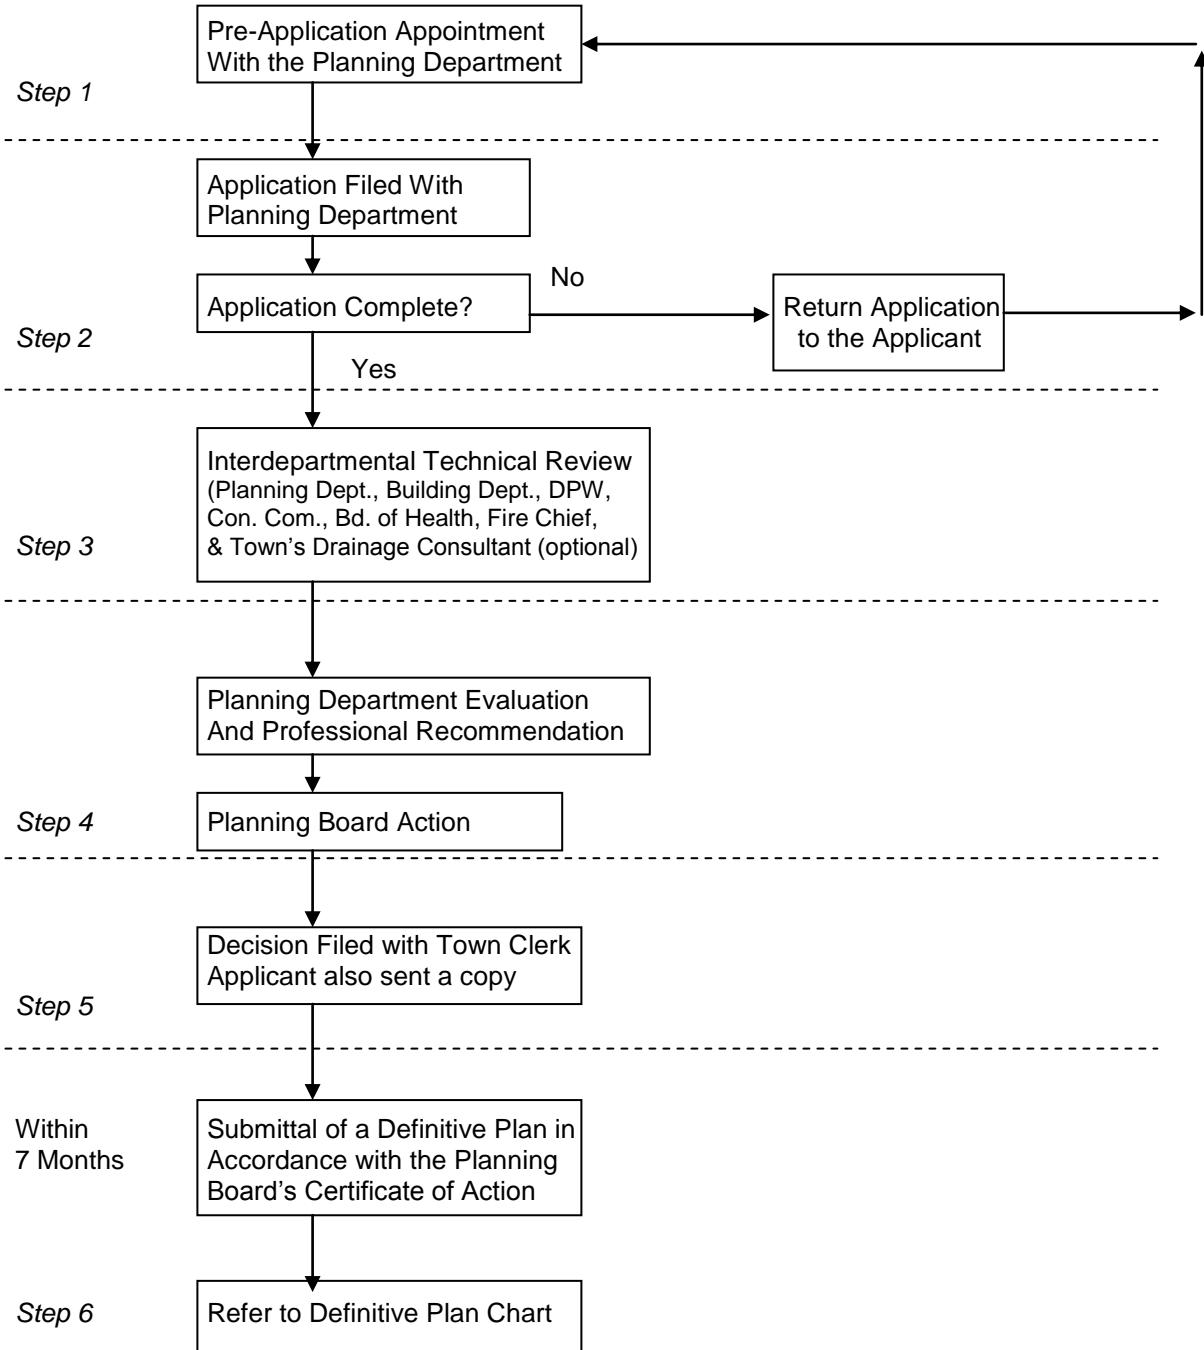 Pre-Application Appointment
With the Planning Department
Step 1
Application Filed With
Planning Department
No
Application Complete?
Return Application
to the Applicant
Step 2
Yes
Interdepartmental Technical Review
(Planning Dept., Building Dept., DPW,
Con. Com., Bd. of Health, Fire Chief,
& Town's Drainage Consultant (optional)
Step 3
Planning Department Evaluation
And Professional Recommendation
Step 4
Planning Board Action
Decision Filed with Town Clerk
Applicant also sent a copy
Step 5
Within
7 Months
Submittal of a Definitive Plan in
Accordance with the Planning
Board's Certificate of Action
Step 6
Refer to Definitive Plan Chart